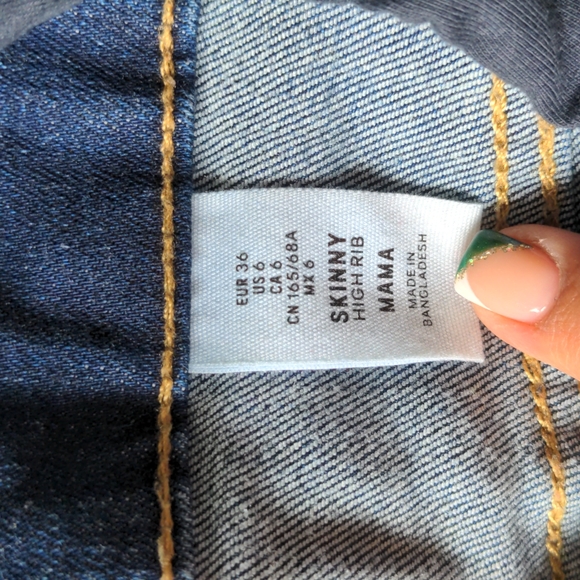 EUR 36
US 6
CA 6
CN 165/68A
MX 6
SKINNY
HIGH RIB
MAMA
MADE IN
BANGLADESH